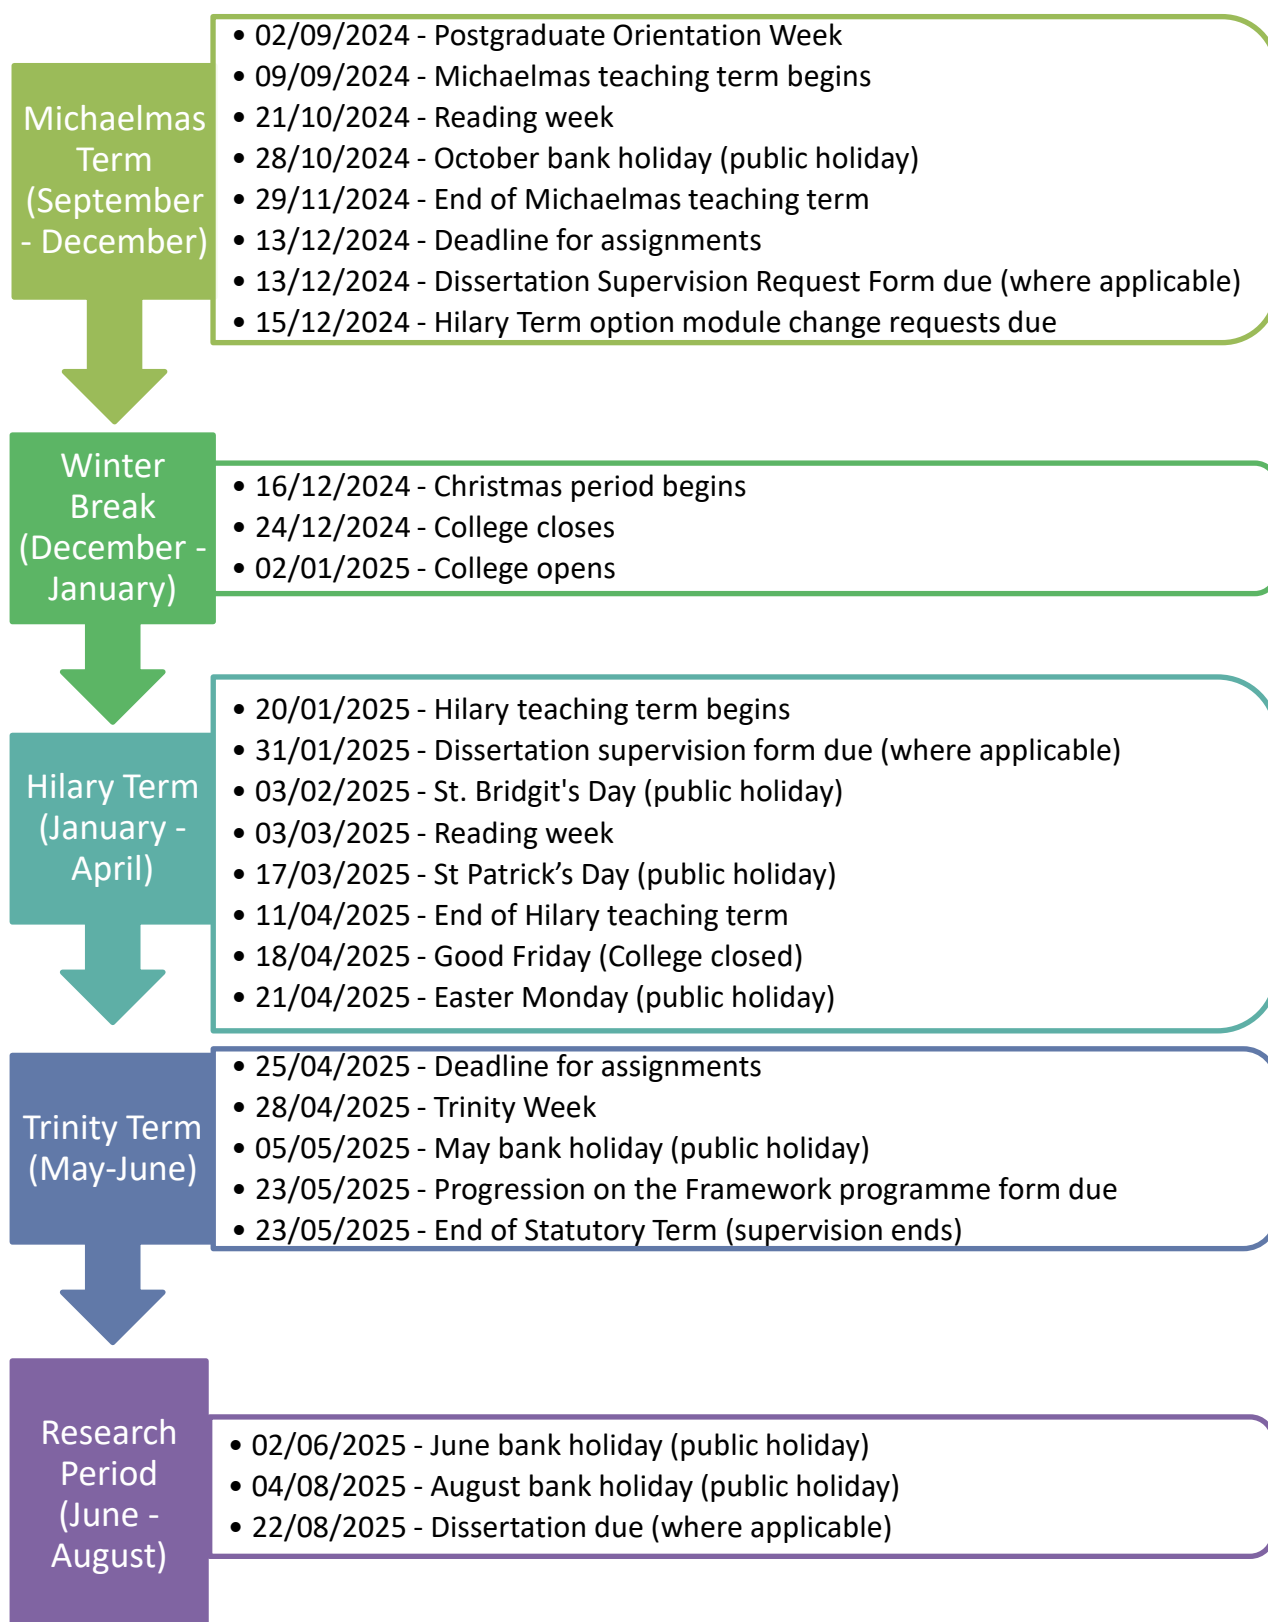 Michaelmas
Term
(September
- December)
• 02/09/2024 - Postgraduate Orientation Week
• 09/09/2024 - Michaelmas teaching term begins
• 21/10/2024 - Reading week
• 28/10/2024 - October bank holiday (public holiday)
• 29/11/2024 - End of Michaelmas teaching term
• 13/12/2024 - Deadline for assignments
• 13/12/2024 - Dissertation Supervision Request Form due (where applicable)
• 15/12/2024 - Hilary Term option module change requests due
Winter
Break
(December -
January)
• 16/12/2024 - Christmas period begins
• 24/12/2024 - College closes
• 02/01/2025 - College opens
Hilary Term
(January -
April)
• 20/01/2025 - Hilary teaching term begins
• 31/01/2025 - Dissertation supervision form due (where applicable)
• 03/02/2025 - St. Bridgit's Day (public holiday)
• 03/03/2025 - Reading week
• 17/03/2025 - St Patrick’s Day (public holiday)
• 11/04/2025 - End of Hilary teaching term
• 18/04/2025 - Good Friday (College closed)
• 21/04/2025 - Easter Monday (public holiday)
Trinity Term
(May-June)
• 25/04/2025 - Deadline for assignments
• 28/04/2025 - Trinity Week
• 05/05/2025 - May bank holiday (public holiday)
• 23/05/2025 - Progression on the Framework programme form due
• 23/05/2025 - End of Statutory Term (supervision ends)
Research
Period
(June -
August)
• 02/06/2025 - June bank holiday (public holiday)
• 04/08/2025 - August bank holiday (public holiday)
• 22/08/2025 - Dissertation due (where applicable)